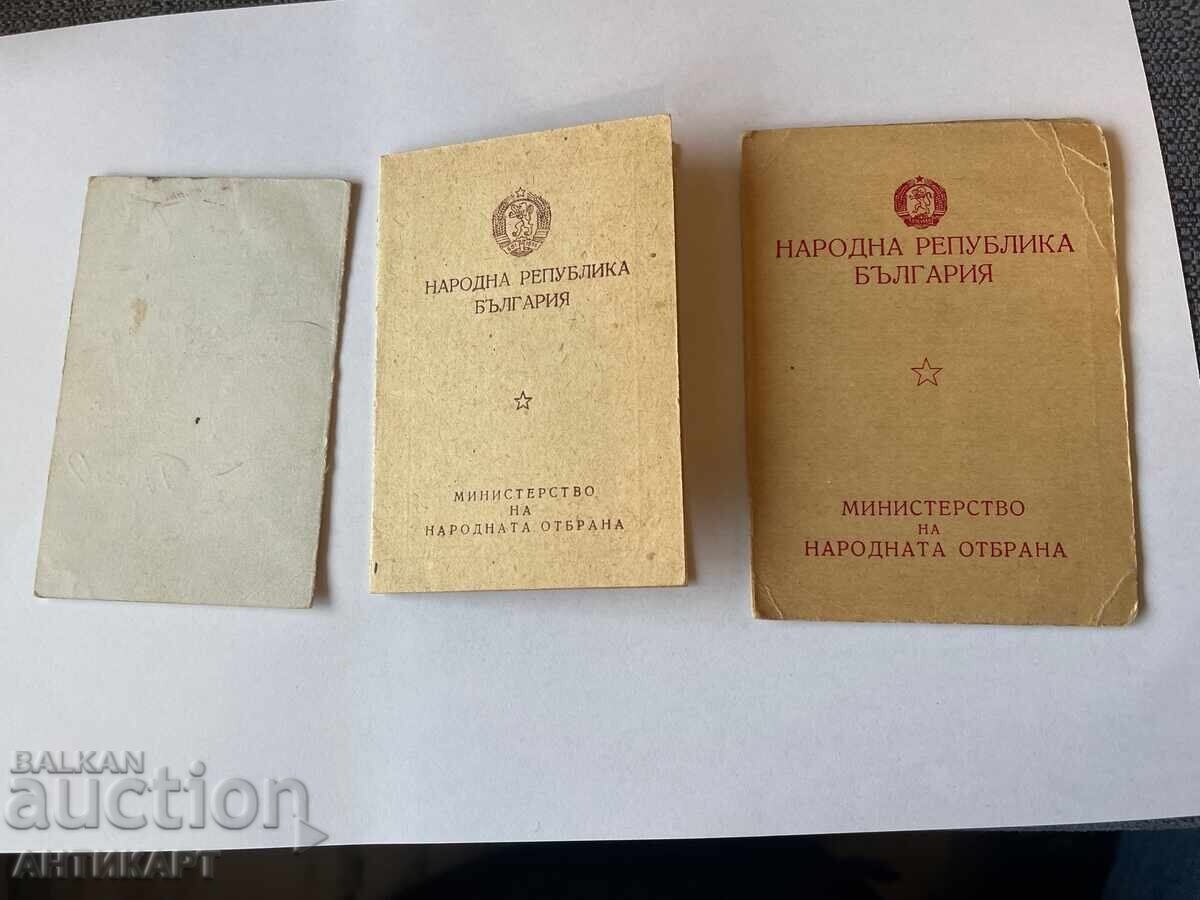 НАРОДНА РЕПУБЛИКА
БЪЛГАРИЯ
МИНИСТЕРСТВО
НА
НАРОДНАТА ОТБРАНА
НАРОДНА РЕПУБЛИКА
БЪЛГАРИЯ
МИНИСТЕРСТВО
НА
НАРОДНАТА ОТБРАНА
BALKAN
auction
АНТИКАРТ